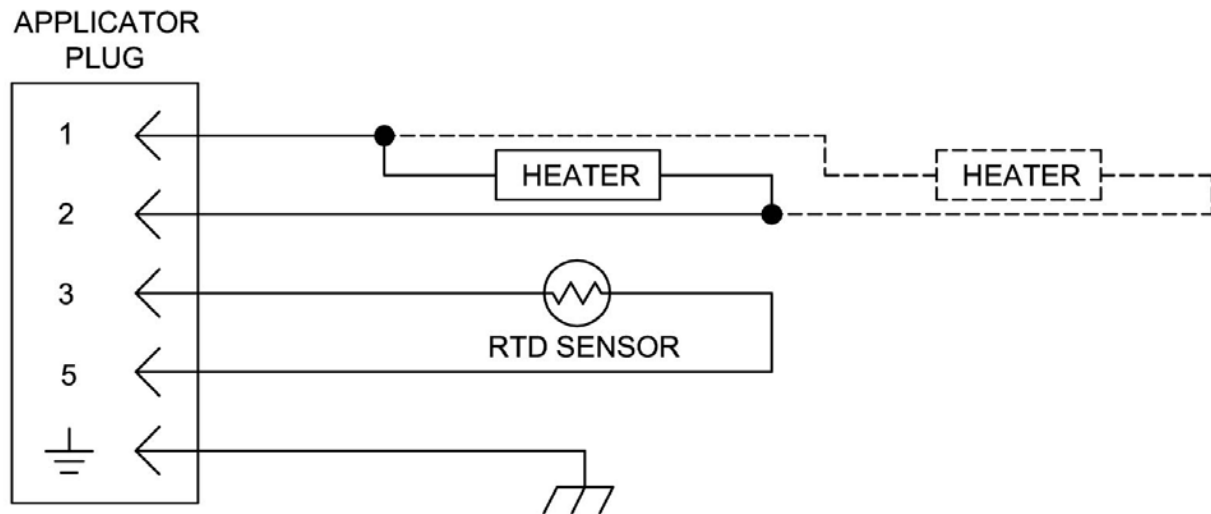 APPLICATOR
PLUG
1
HEATER
HEATER
2
3
RTD SENSOR
5